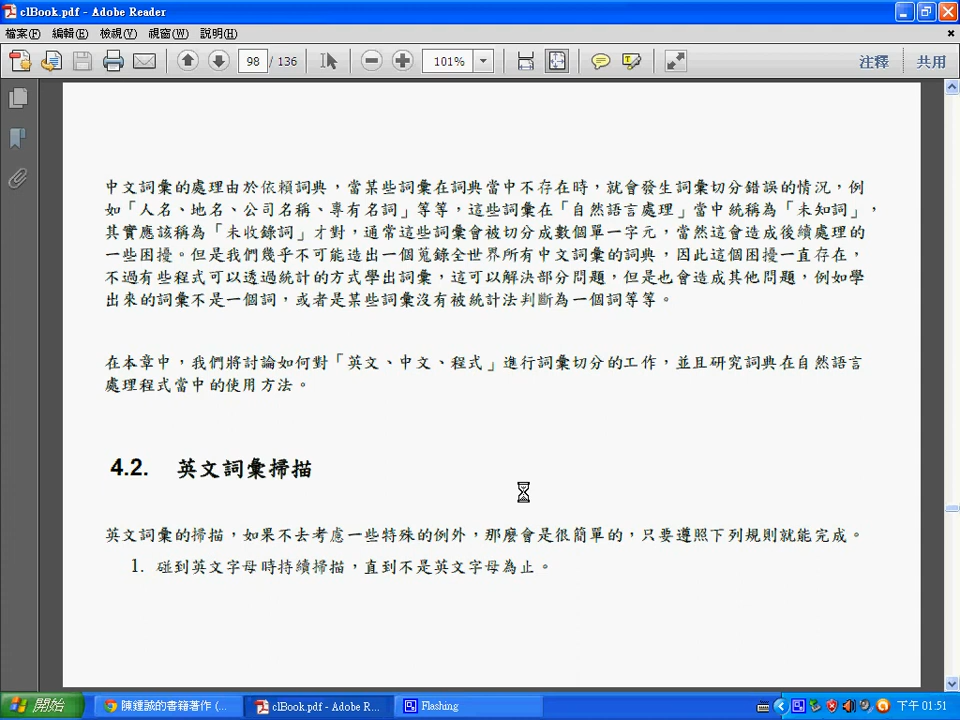 clBook.pdf - Adobe Reader
檔案(F) 編輯(E) 檢視(V) 視窗(W) 說明(H)
98 / 136 101% 注釋 共用
中文詞彙的處理由於依賴詞典，當某些詞彙在詞典當中不存在時，就會發生詞彙切分錯誤的情況，例
如「人名、地名、公司名稱、專有名詞」等等，這些詞彙在「自然語言處理」當中統稱為「未知詞」，
其實應該稱為「未收錄詞」才對，通常這些詞彙會被切分成數個單一字元，當然這會造成後續處理的
一些困擾。但是我們幾乎不可能造出一個蒐錄全世界所有中文詞彙的詞典，因此這個困擾一直存在，
不過有些程式可以透過統計的方式學出詞彙，這可以解決部分問題，但是也會造成其他問題，例如學
出來的詞彙不是一個詞，或者是某些詞彙沒有被統計法判斷為一個詞等等。
在本章中，我們將討論如何對「英文、中文、程式」進行詞彙切分的工作，並且研究詞典在自然語言
處理程式當中的使用方法。
4.2. 英文詞彙掃描
英文詞彙的掃描，如果不去考慮一些特殊的例外，那麼會是很簡單的，只要遵照下列規則就能完成。
1. 碰到英文字母時持續掃描，直到不是英文字母為止。
開始 陳鍾誠的書籍著作 (... clBook.pdf - Adobe R... Flashing 下午 01:51